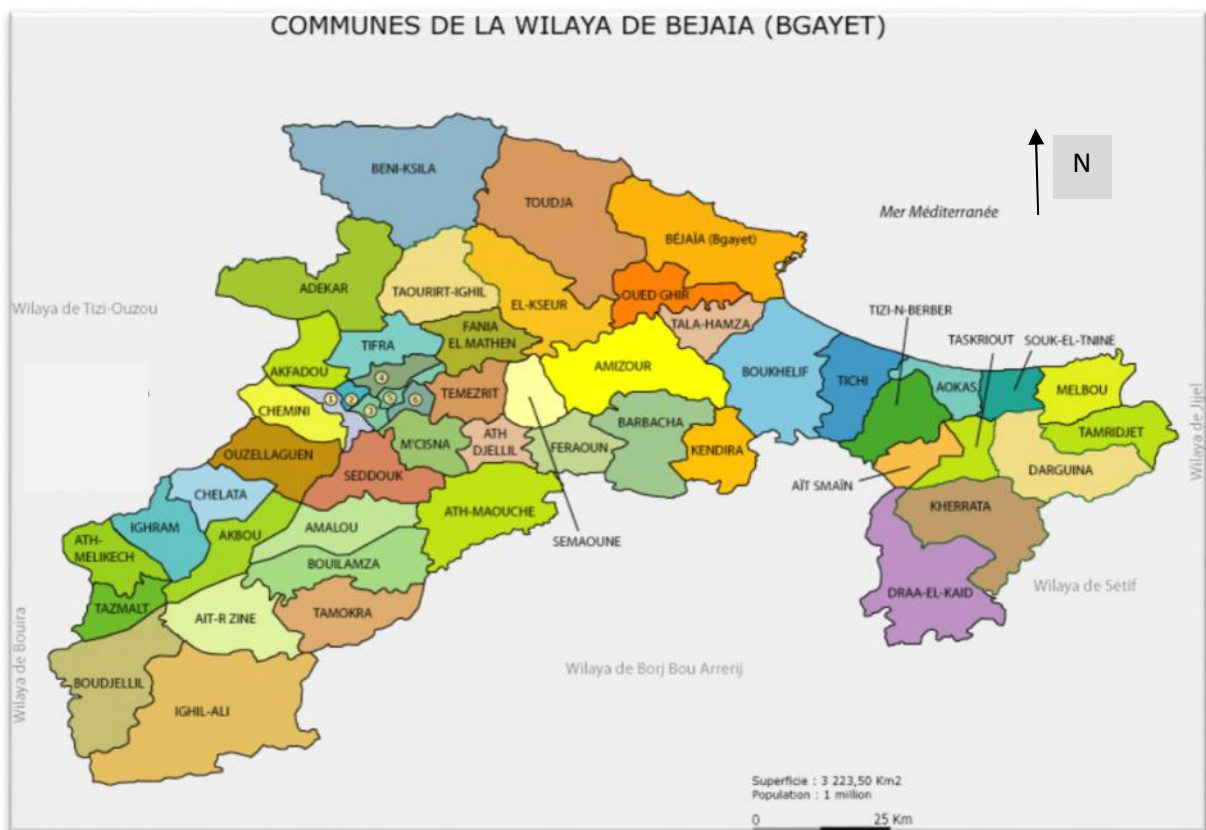 COMMUNES DE LA WILAYA DE BEJAIA (BGAYET)
N
BENI-KSILA
TOUDJA
Mer Méditerranée
BÉJAÏA (Bgayet)
ADEKAR
TAOURIRT-IGHIL
EL-KSEUR
OUED GHIR
Wilaya de Tizi-Ouzou
TIZI-N-BERBER
TALA-HAMZA
FANIA
EL MATHEN
TASKRIOUT
SOUK-EL-TNINE
TIFRA
AKFADOU
AMIZOUR
BOUKHELIF
TICHI
AOKAS
MELBOU
Wilaya de Jijel
4
TEMEZRIT
1
2
3
5
6
CHEMINI
BARBACHA
TAMRIDJET
M'CISNA
ATH
DJELLIL
FERAOUN
KENDIRA
OUZELLAGUEN
SEDDOUK
AÏT SMAÏN
DARGUINA
CHELATA
ATH-MAOUCHE
KHERRATA
IGHRAM
AKBOU
AMALOU
SEMAOUNE
ATH-
MELIKECH
BOUILAMZA
Wilaya de Sétif
DRAA-EL-KAID
TAZMALT
AIT-R ZINE
TAMOKRA
Wilaya de Bouira
Wilaya de Borj Bou Arrerij
BOUDJELLIL
IGHIL-ALI
Superficie : 3 223,50 Km2
Population : 1 million
0 25 Km